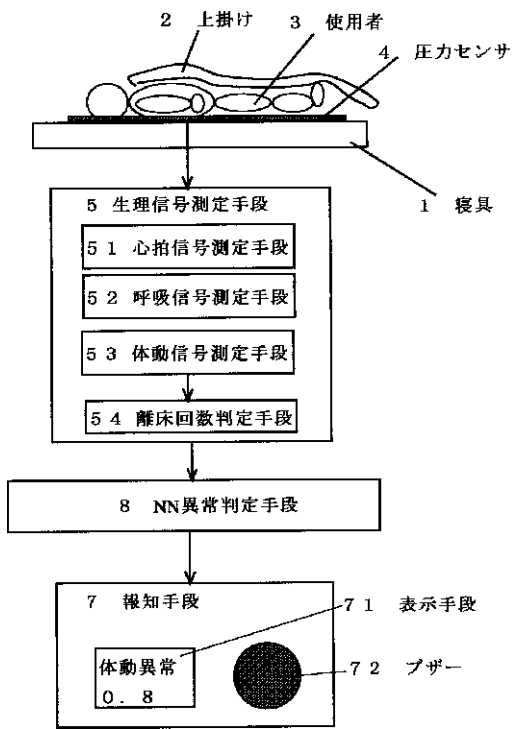 ２ 上掛け
３ 使用者
４ 圧力センサ
１ 寝具
５ 生理信号測定手段
５１ 心拍信号測定手段
５２ 呼吸信号測定手段
５３ 体動信号測定手段
５４ 離床回数判定手段
８ NN異常判定手段
７ 報知手段
７１ 表示手段
体動異常
０．８
７２ ブザー